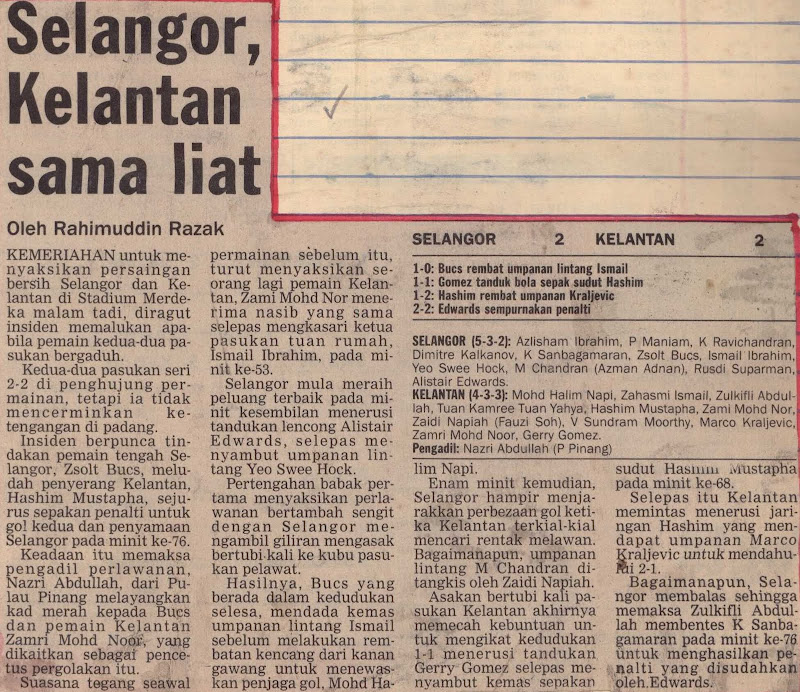 Selangor,
Kelantan
sama liat
Oleh Rahimuddin Razak
KEMERIAHAN untuk me-
nyaksikan persaingan
bersih Selangor dan Ke-
lantan di Stadium Merde-
ka malam tadi, diragut
insiden memalukan apa-
bila pemain kedua-dua pa-
sukan bergaduh.
Kedua-dua pasukan seri
2-2 di penghujung per-
mainan, tetapi ia tidak
mencerminkan ke-
tengangan di padang.
Insiden berpunca tin-
dakan pemain tengah Se-
langor, Zsolt Bucs, melu-
dah penyerang Kelantan,
Hashim Mustapha, seju-
rus sepakan penalti untuk
gol kedua dan penyamaan
Selangor pada minit ke-76.
Keadaan itu memaksa
pengadil perlawanan,
Nazri Abdullah, dari Pu-
lau Pinang melayangkan
kad merah kepada Bucs
dan pemain Kelantan
Zamri Mohd Noor, yang
dikaitkan sebagai pence-
tus pergolakan itu.
Suasana tegang seawal
permainan sebelum itu,
turut menyaksikan se-
orang lagi pemain Kelan-
tan, Zami Mohd Nor mene-
rima nasib yang sama
selepas mengkasari ketua
pasukan tuan rumah,
Ismail Ibrahim, pada mi-
nit ke-53.
Selangor mula meraih
peluang terbaik pada mi-
nit kesembilan menerusi
tandukan lencong Alistair
Edwards, selepas me-
nyambut umpanan lin-
tang Yeo Swee Hock.
Pertengahan babak per-
tama menyaksikan perla-
wanan bertambah sengit
dengan Selangor me-
ngambil giliran mengasak
bertubi-kali ke kubu pasu-
kan pelawat.
Hasilnya, Bucs yang
berada dalam kedudukan
selesa, mendada kemas
umpanan lintang Ismail
sebelum melakukan rem-
batan kencang dari kanan
gawang untuk menewas-
kan penjaga gol, Mohd Ha-
SELANGOR 2 KELANTAN 2
1-0: Bucs rembat umpanan lintang Ismail
1-1: Gomez tanduk bola sepak sudut Hashim
1-2: Hashim rembat umpanan Kraljevic
2-2: Edwards sempurnakan penalti
SELANGOR (5-3-2): Azlisham Ibrahim, P Maniam, K Ravichandran,
Dimitre Kalkanov, K Sanbagamaran, Zsolt Bucs, Ismail Ibrahim,
Yeo Swee Hock, M Chandran (Azman Adnan), Rusdi Suparman,
Alistair Edwards.
KELANTAN (4-3-3): Mohd Halim Napi, Zahasmi Ismail, Zulkifli Abdul-
lah, Tuan Kamree Tuan Yahya, Hashim Mustapha, Zami Mohd Nor,
Zaidi Napiah (Fauzi Soh), V Sundram Moorthy, Marco Kraljevic,
Zamri Mohd Noor, Gerry Gomez.
Pengadil: Nazri Abdullah (P Pinang)
lim Napi.
Enam minit kemudian,
Selangor hampir menja-
rakkan perbezaan gol keti-
ka Kelantan terkial-kial
mencari rentak melawan.
Bagaimanapun, umpanan
lintang M Chandran di-
tangkis oleh Zaidi Napiah.
Asakan bertubi kali pa-
sukan Kelantan akhirnya
memecah kebuntuan un-
tuk mengikat kedudukan
1-1 menerusi tandukan
Gerry Gomez selepas me-
nyambut kemas sepakan
sudut Hashim Mustapha
pada minit ke-68.
Selepas itu Kelantan
memintas menerusi jari-
ngan Hashim yang men-
dapat umpanan Marco
Kraljevic untuk mendahu-
lui 2-1.
Bagaimanapun, Sela-
ngor membalas sehingga
memaksa Zulkifli Abdul-
lah membentes K Sanba-
gamaran pada minit ke-76
untuk menghasilkan pe-
nalti yang disudahkan
oleh Edwards.